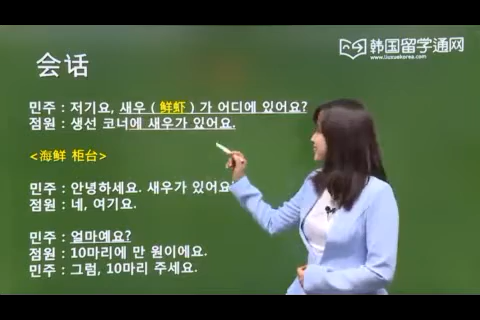 韩国留学通网
www.liuxuekorea.com
会话
민주 : 저기요, 새우 ( 鲜虾 ) 가 어디에 있어요?
점원 : 생선 코너에 새우가 있어요.
<海鲜 柜台>
민주 : 안녕하세요. 새우가 있어요
점원 : 네, 여기요.
민주 : 얼마예요?
점원 : 10마리에 만 원이에요.
민주 : 그럼, 10마리 주세요.